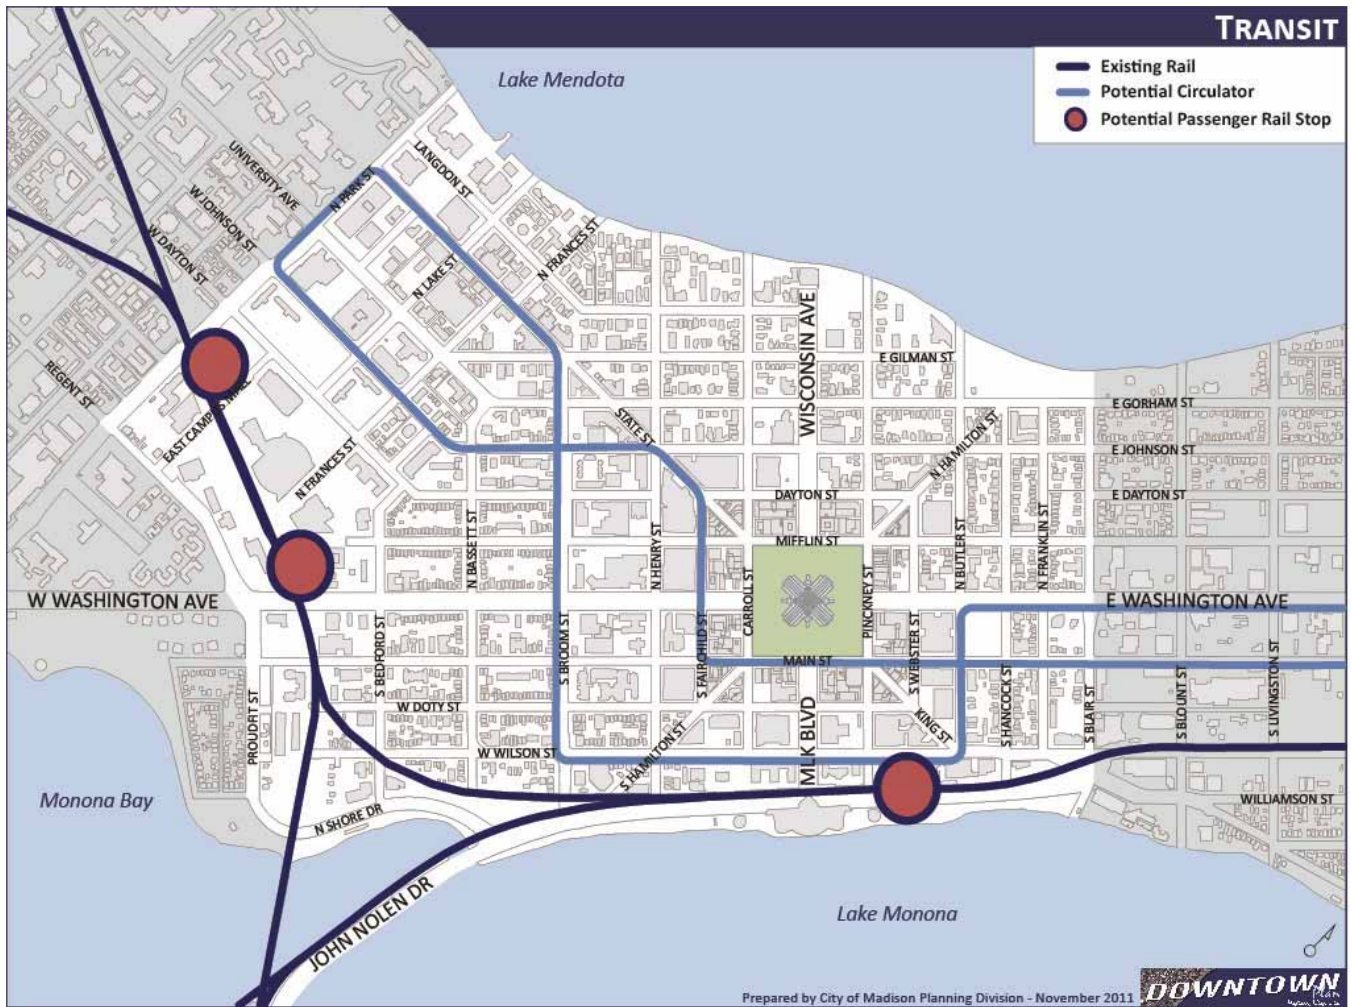 TRANSIT
Existing Rail
Potential Circulator
Potential Passenger Rail Stop
Lake Mendota
UNIVERSITY AVE
W JOHNSON ST
W DAYTON ST
N PARK ST
LANGDON ST
N LAKE ST
N FRANCES ST
REGENT ST
EAST CAMPUS MALL
N FRANCES ST
STATE ST
WISCONSIN AVE
E GILMAN ST
E GORHAM ST
N HAMILTON ST
E JOHNSON ST
DAYTON ST
E DAYTON ST
MIFFLIN ST
N BASSETT ST
N HENRY ST
N BUTLER ST
N FRANKLIN ST
CARROLL ST
PINCKNEY ST
W WASHINGTON AVE
E WASHINGTON AVE
S BEDFORD ST
S BROOM ST
S FAIRCHILD ST
S WEBSTER ST
MAIN ST
PROUDFIT ST
W DOTY ST
S HAMILTON ST
MLK BLVD
KING ST
S HANCOCK ST
S BLAIR ST
S BLOUNT ST
S LIVINGSTON ST
W WILSON ST
Monona Bay
N SHORE DR
WILLIAMSON ST
JOHN NOLEN DR
Lake Monona
Prepared by City of Madison Planning Division - November 2011
DOWNTOWN
Plan